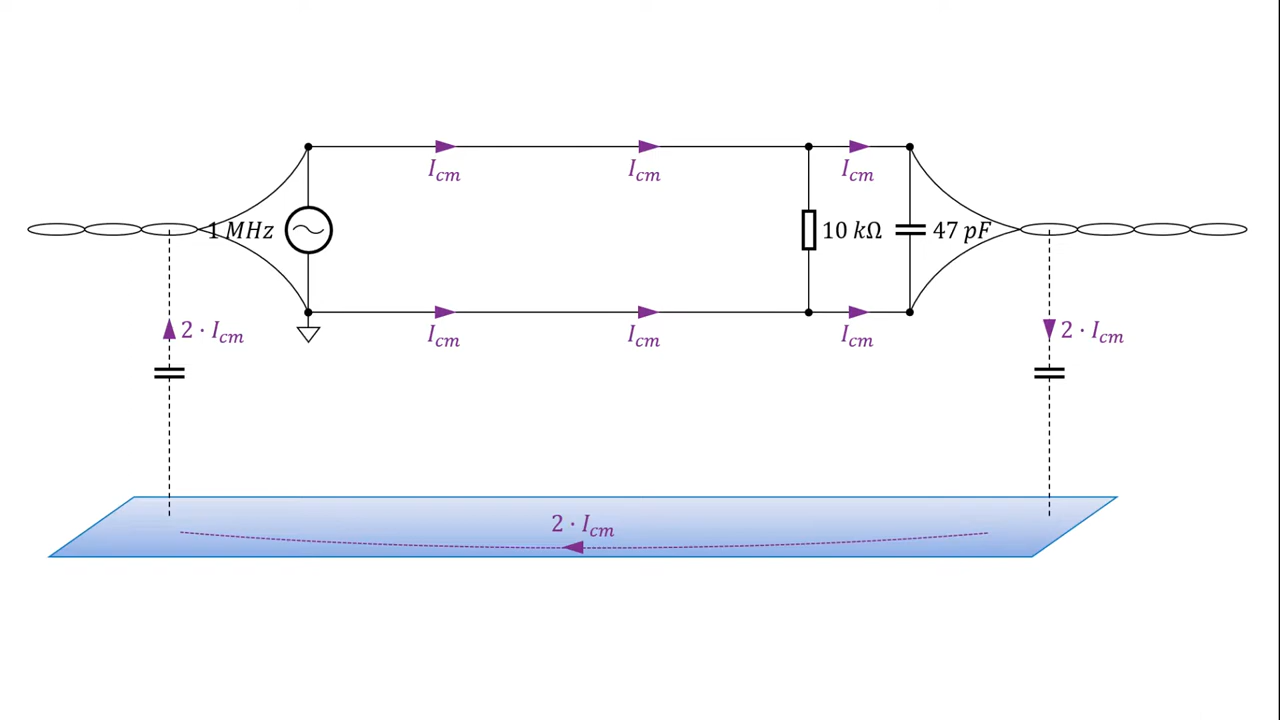 I_cm I_cm I_cm
1 MHz 10 kΩ 47 pF
2 · I_cm 2 · I_cm
I_cm I_cm I_cm
2 · I_cm